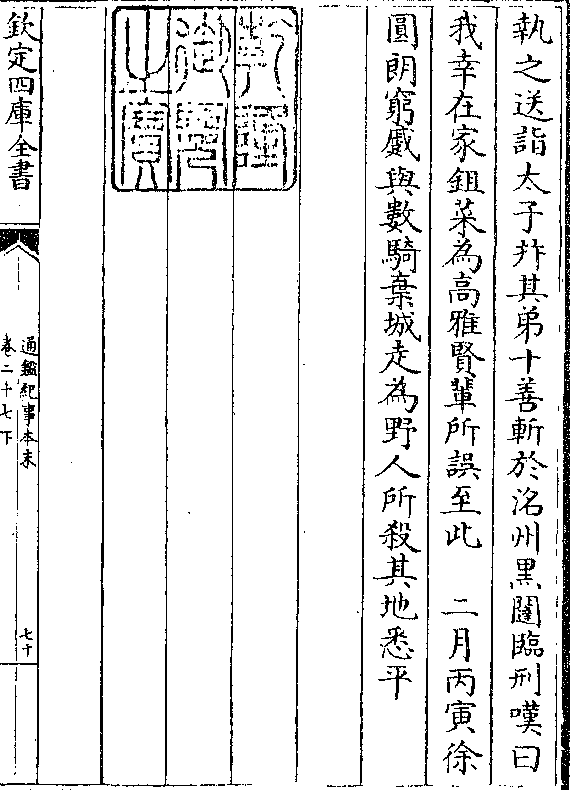 執之送詣太子并其弟十善斬於洺州黒闥臨刑嘆曰
我幸在家鉏菜為高雅賢輩所誤至此　二月丙寅徐
圓朗窮蹙與數騎棄城走為野人所殺其地悉平
乾隆御覽之寶
欽定四庫全書
通鑑紀事本末
卷二十七下
七十